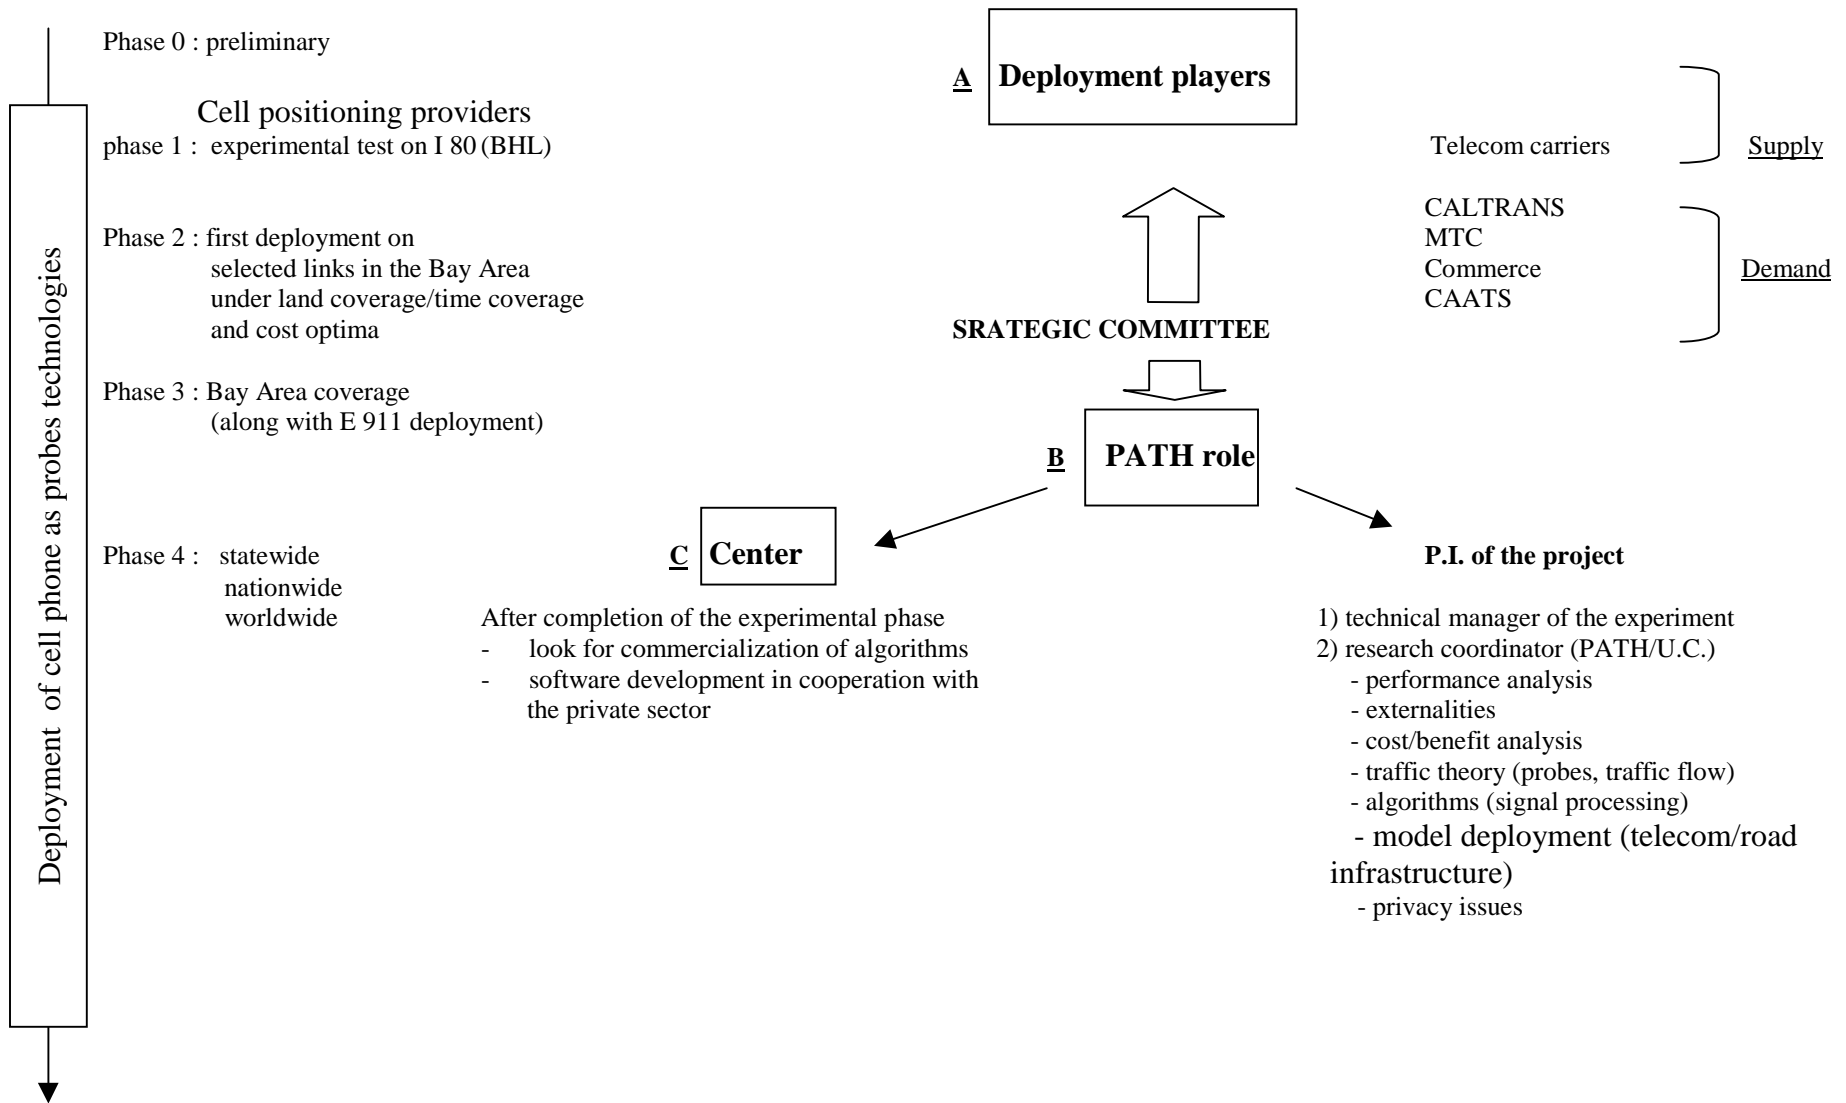 Deployment of cell phone as probes technologies
Phase 0 : preliminary
Cell positioning providers
phase 1 : experimental test on I 80 (BHL)
Phase 2 : first deployment on
selected links in the Bay Area
under land coverage/time coverage
and cost optima
Phase 3 : Bay Area coverage
(along with E 911 deployment)
Phase 4 : statewide
nationwide
worldwide
A Deployment players
Telecom carriers
Supply
CALTRANS
MTC
Commerce
CAATS
Demand
SRATEGIC COMMITTEE
B PATH role
C Center
After completion of the experimental phase
- look for commercialization of algorithms
- software development in cooperation with
the private sector
P.I. of the project
1) technical manager of the experiment
2) research coordinator (PATH/U.C.)
- performance analysis
- externalities
- cost/benefit analysis
- traffic theory (probes, traffic flow)
- algorithms (signal processing)
- model deployment (telecom/road
infrastructure)
- privacy issues